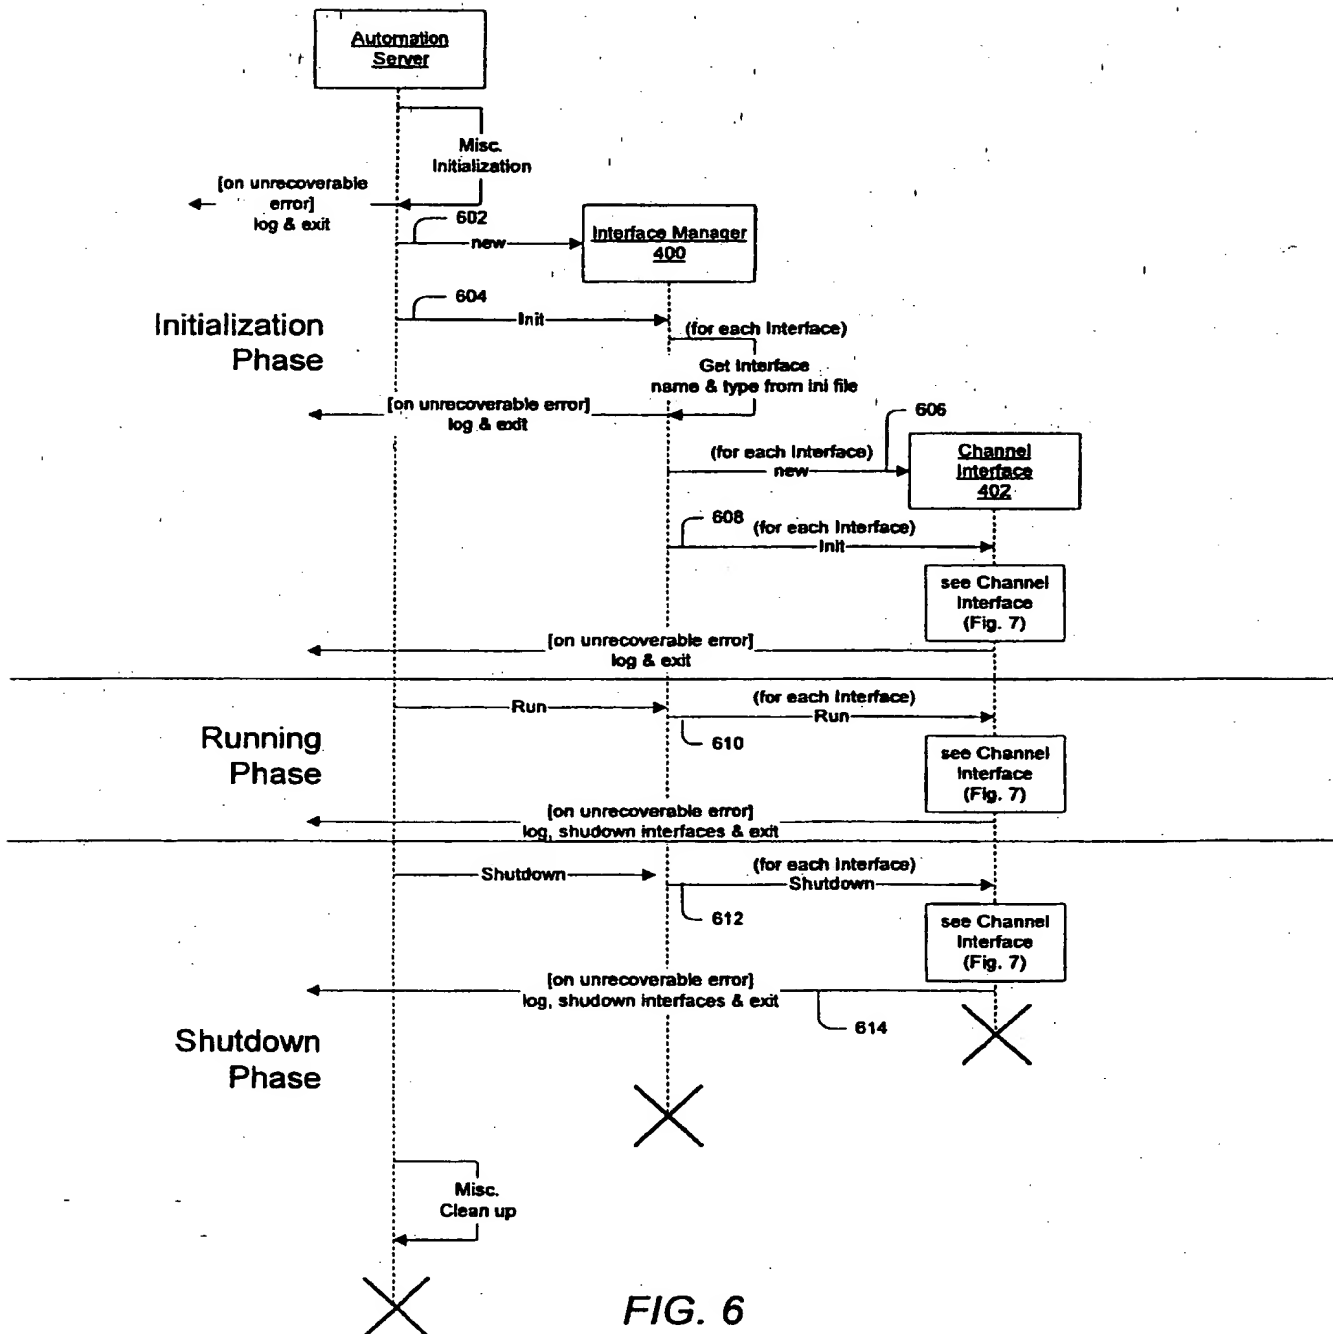 Automation
Server
Misc.
Initialization
[on unrecoverable
error]
log & exit
602
new
Interface Manager
400
604
Init
(for each Interface)
Initialization
Phase
Get Interface
name & type from ini file
[on unrecoverable error]
log & exit
606
(for each Interface)
new
Channel
Interface
402
608
(for each Interface)
Init
see Channel
Interface
(Fig. 7)
[on unrecoverable error]
log & exit
Run
(for each Interface)
Run
610
Running
Phase
see Channel
Interface
(Fig. 7)
[on unrecoverable error]
log, shudown interfaces & exit
Shutdown
(for each Interface)
Shutdown
612
see Channel
Interface
(Fig. 7)
[on unrecoverable error]
log, shudown interfaces & exit
614
Shutdown
Phase
Misc.
Clean up
FIG. 6